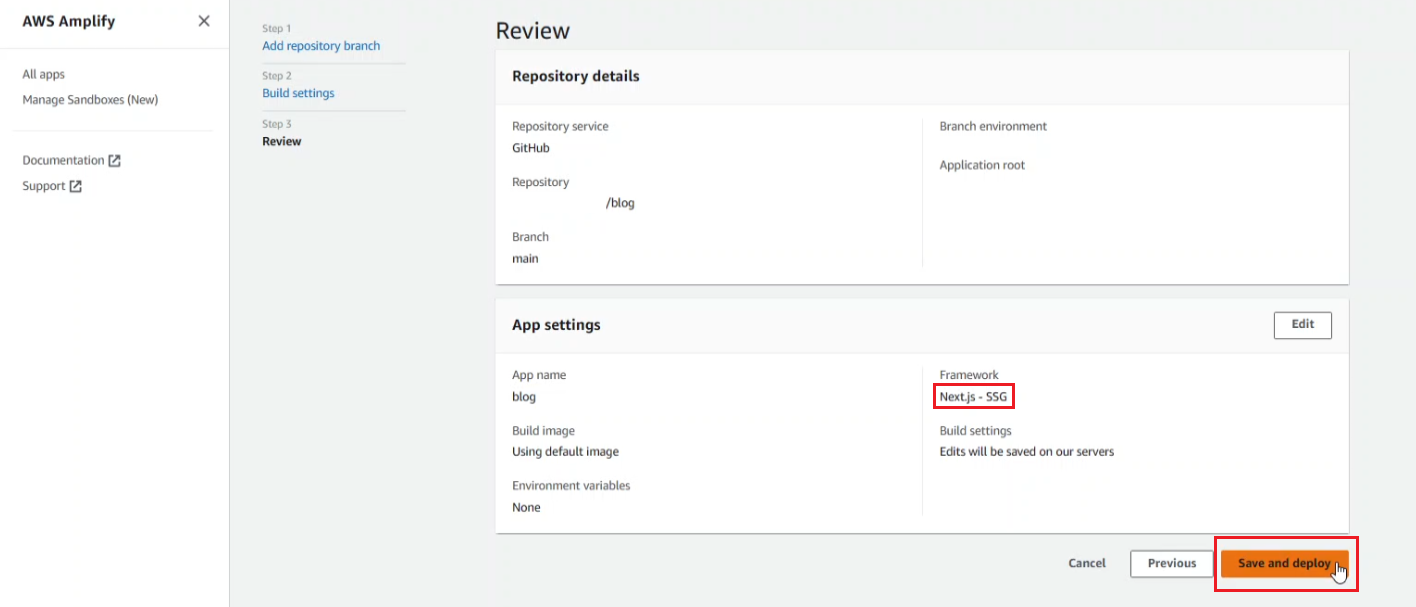 AWS Amplify
All apps
Manage Sandboxes (New)
Documentation
Support
Step 1
Add repository branch
Step 2
Build settings
Step 3
Review
Review
Repository details
Repository service
GitHub
Repository
/blog
Branch
main
Branch environment
Application root
App settings
Edit
App name
blog
Build image
Using default image
Environment variables
None
Framework
Next.js - SSG
Build settings
Edits will be saved on our servers
Cancel
Previous
Save and deploy